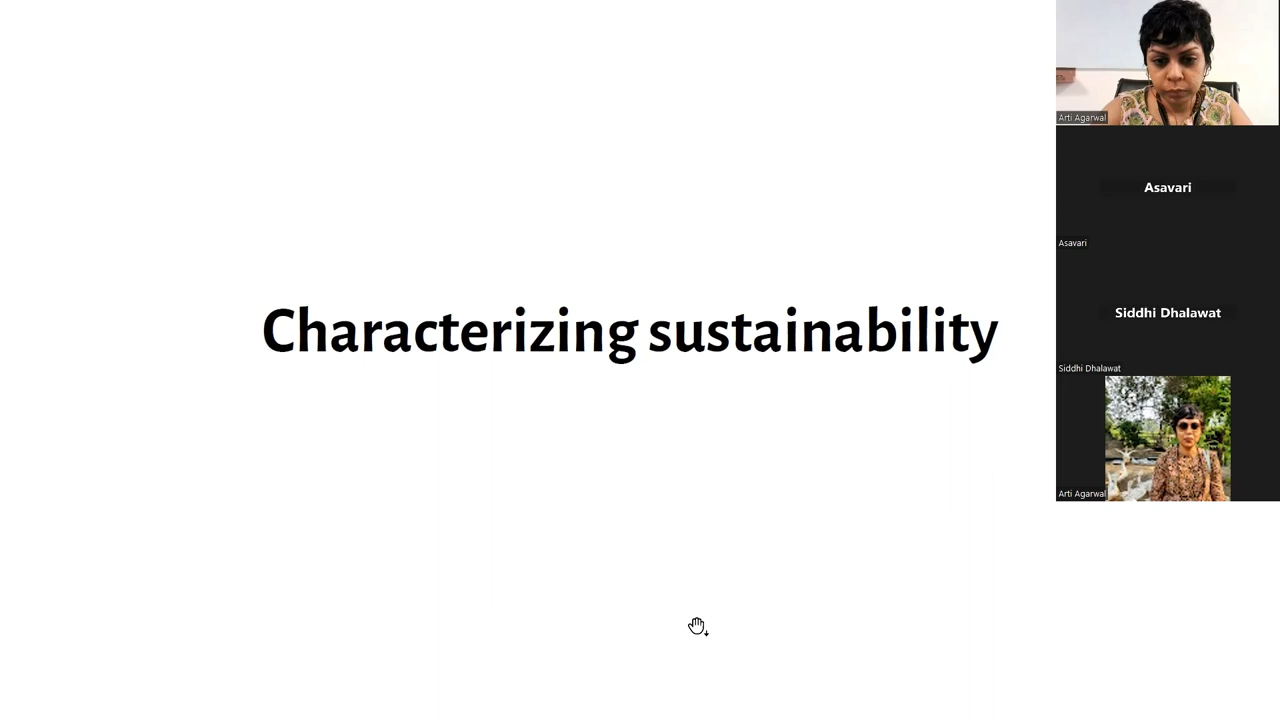 Characterizing sustainability
Arti Agarwal
Asavari
Asavari
Siddhi Dhalawat
Siddhi Dhalawat
Arti Agarwal